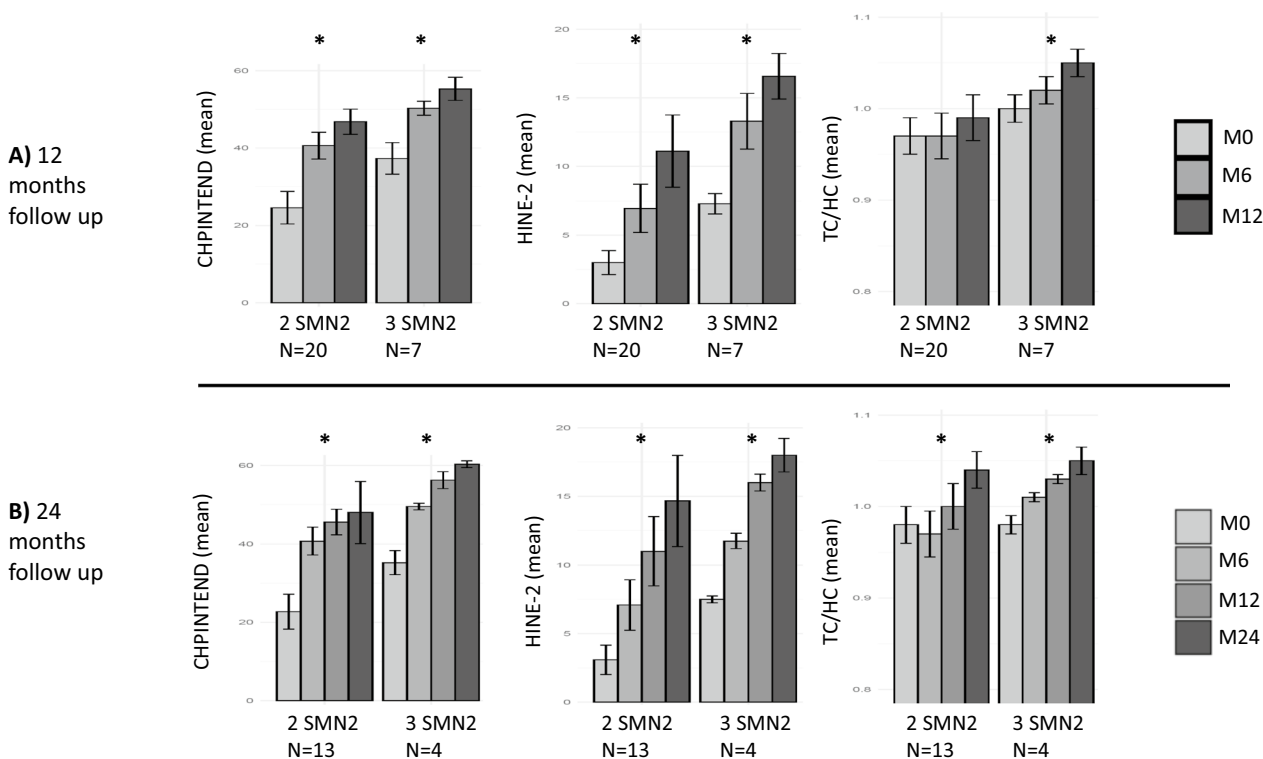 A) 12
months
follow up
CHPINTEND (mean)
60
40
20
0
* *
2 SMN2 3 SMN2
N=20 N=7
HINE-2 (mean)
20
15
10
5
0
* *
2 SMN2 3 SMN2
N=20 N=7
TC/HC (mean)
1.1
1.0
0.9
0.8
*
2 SMN2 3 SMN2
N=20 N=7
M0
M6
M12
B) 24
months
follow up
CHPINTEND (mean)
60
40
20
0
* *
2 SMN2 3 SMN2
N=13 N=4
HINE-2 (mean)
20
15
10
5
0
* *
2 SMN2 3 SMN2
N=13 N=4
TC/HC (mean)
1.1
1.0
0.9
0.8
* *
2 SMN2 3 SMN2
N=13 N=4
M0
M6
M12
M24